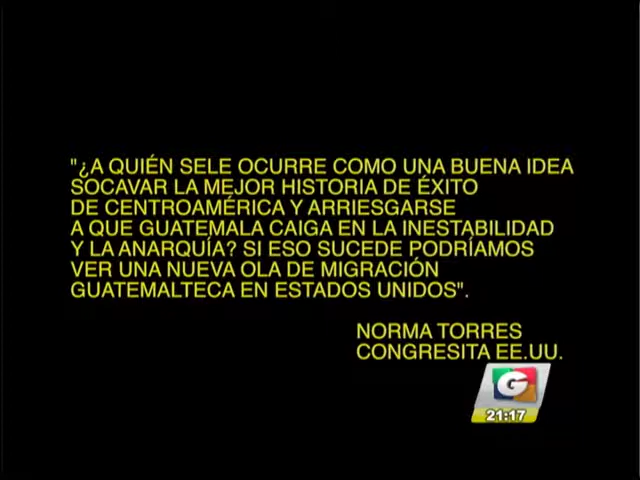 "¿A QUIÉN SELE OCURRE COMO UNA BUENA IDEA
SOCAVAR LA MEJOR HISTORIA DE ÉXITO
DE CENTROAMÉRICA Y ARRIESGARSE
A QUE GUATEMALA CAIGA EN LA INESTABILIDAD
Y LA ANARQUÍA? SI ESO SUCEDE PODRÍAMOS
VER UNA NUEVA OLA DE MIGRACIÓN
GUATEMALTECA EN ESTADOS UNIDOS".
NORMA TORRES
CONGRESITA EE.UU.
G
21:17